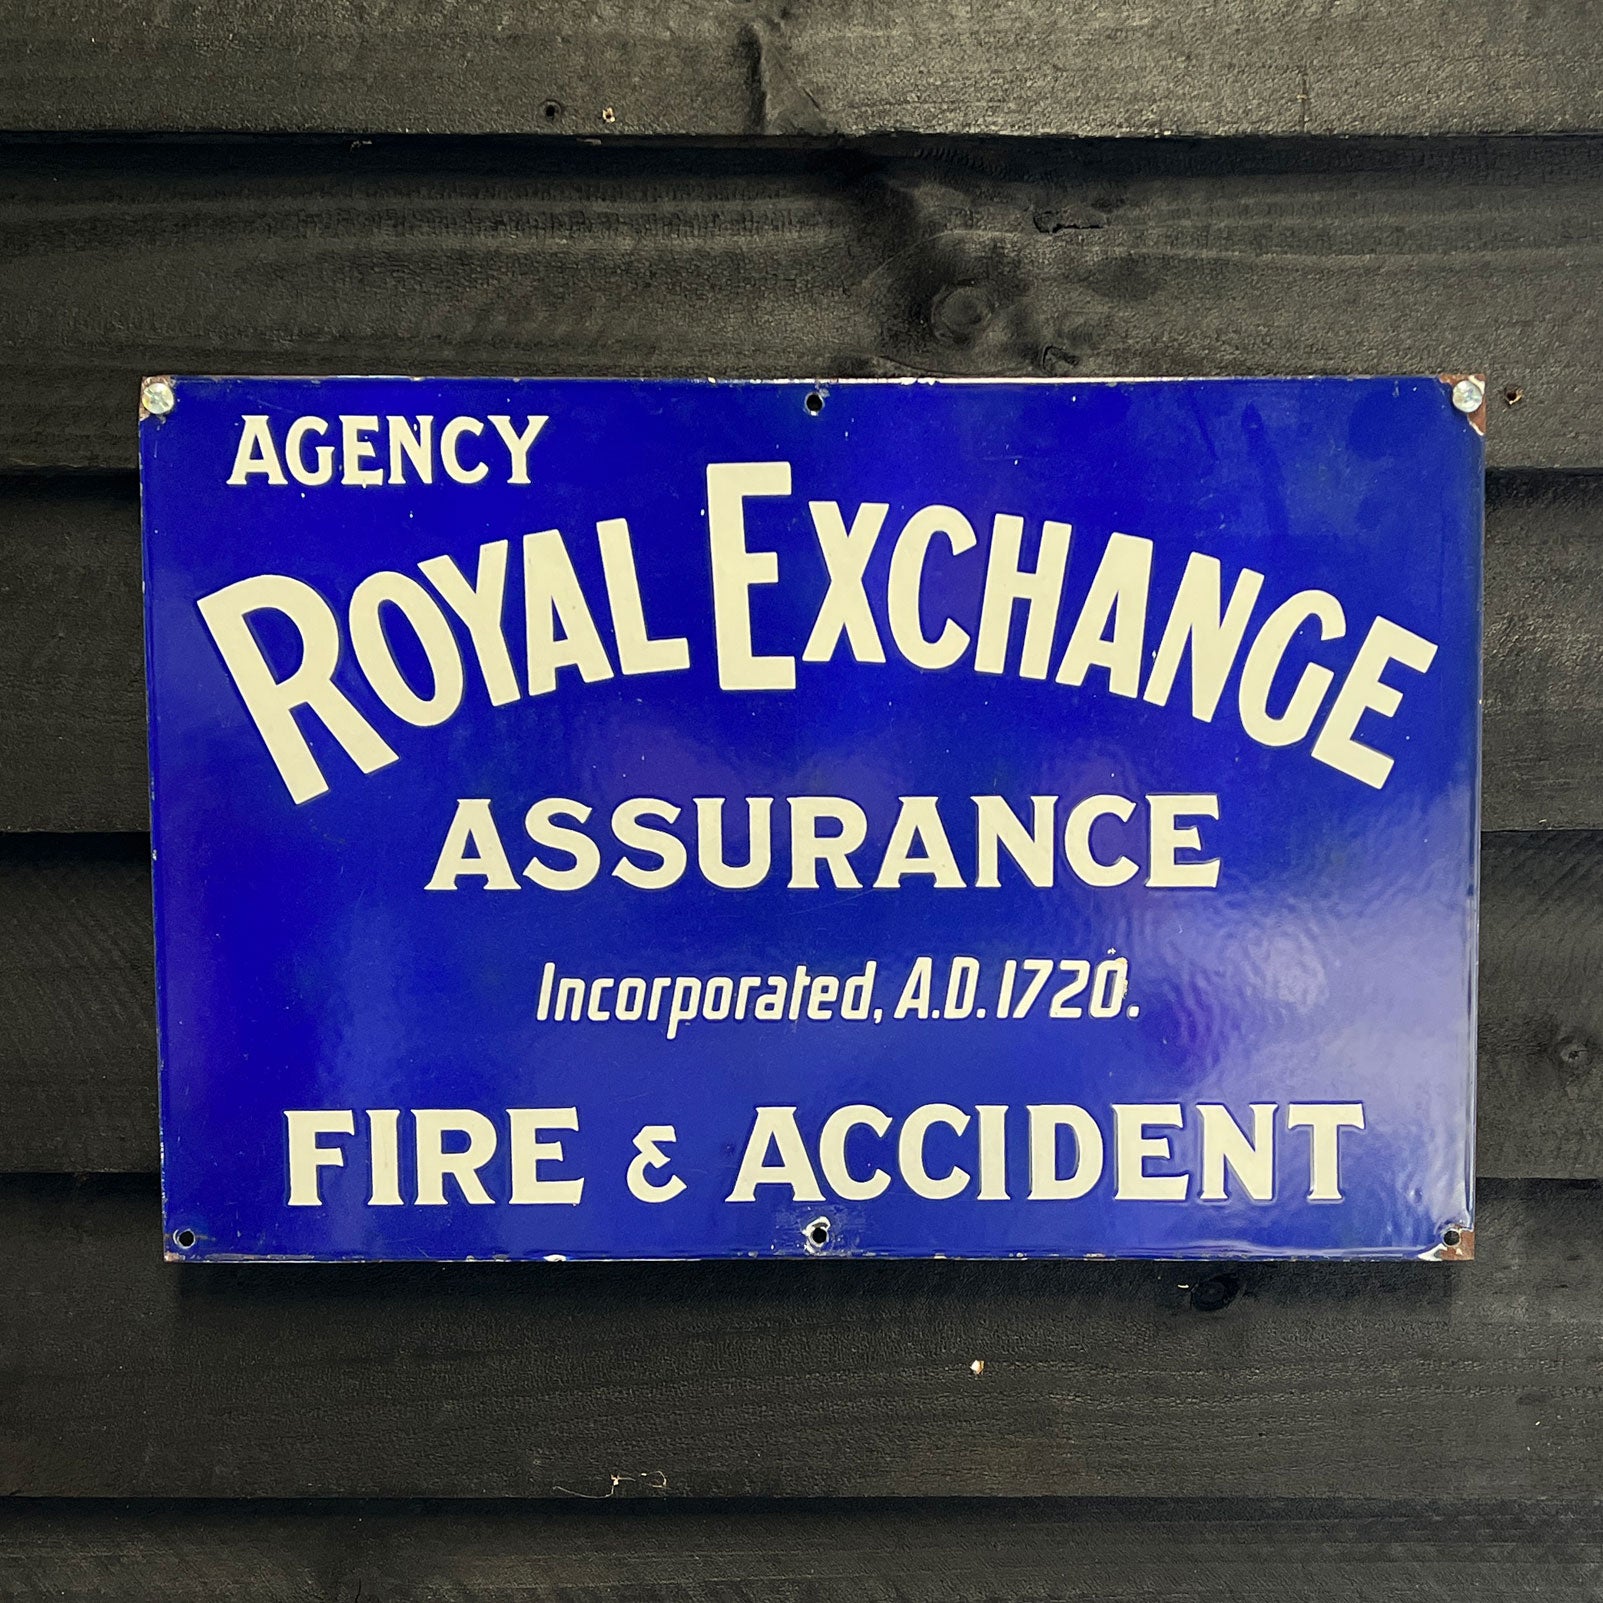 AGENCY
ROYAL EXCHANGE
ASSURANCE
Incorporated, A.D. 1720.
FIRE & ACCIDENT